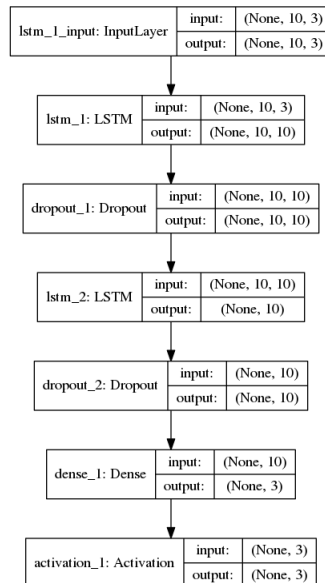 lstm_1_input: InputLayer input: (None, 10, 3)
output: (None, 10, 3)
lstm_1: LSTM input: (None, 10, 3)
output: (None, 10, 10)
dropout_1: Dropout input: (None, 10, 10)
output: (None, 10, 10)
lstm_2: LSTM input: (None, 10, 10)
output: (None, 10)
dropout_2: Dropout input: (None, 10)
output: (None, 10)
dense_1: Dense input: (None, 10)
output: (None, 3)
activation_1: Activation input: (None, 3)
output: (None, 3)